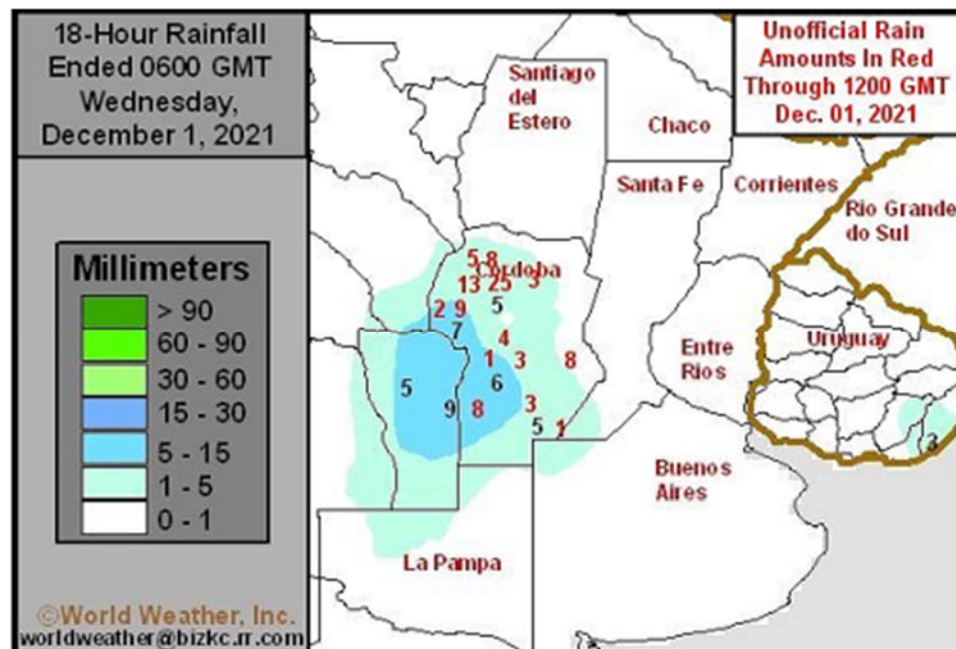 18-Hour Rainfall
Ended 0600 GMT
Wednesday,
December 1, 2021
Millimeters
> 90
60 - 90
30 - 60
15 - 30
5 - 15
1 - 5
0 - 1
©World Weather, Inc.
worldweather@bizkc.rr.com
Unofficial Rain
Amounts In Red
Through 1200 GMT
Dec. 01, 2021
Santiago
del
Estero
Chaco
Santa Fe
Corrientes
Rio Grande
do Sul
5 8
Cordoba
13 25 3
2 9 5
7
4
1 3 8
Entre
Rios
Uruguay
5 6
9 8 3
5 1
3
Buenos
Aires
La Pampa